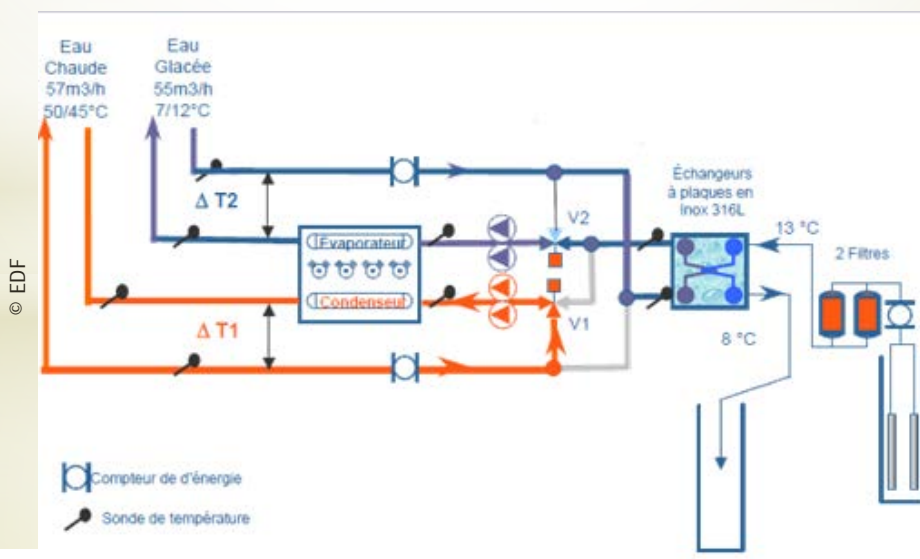 Eau
Chaude
57m3/h
50/45°C
Eau
Glacée
55m3/h
7/12°C
Δ T2
Evaporateur
Condenseur
Δ T1
V2
V1
Échangeurs
à plaques en
Inox 316L
13 °C
2 Filtres
8 °C
© EDF
Compteur de d'énergie
Sonde de température